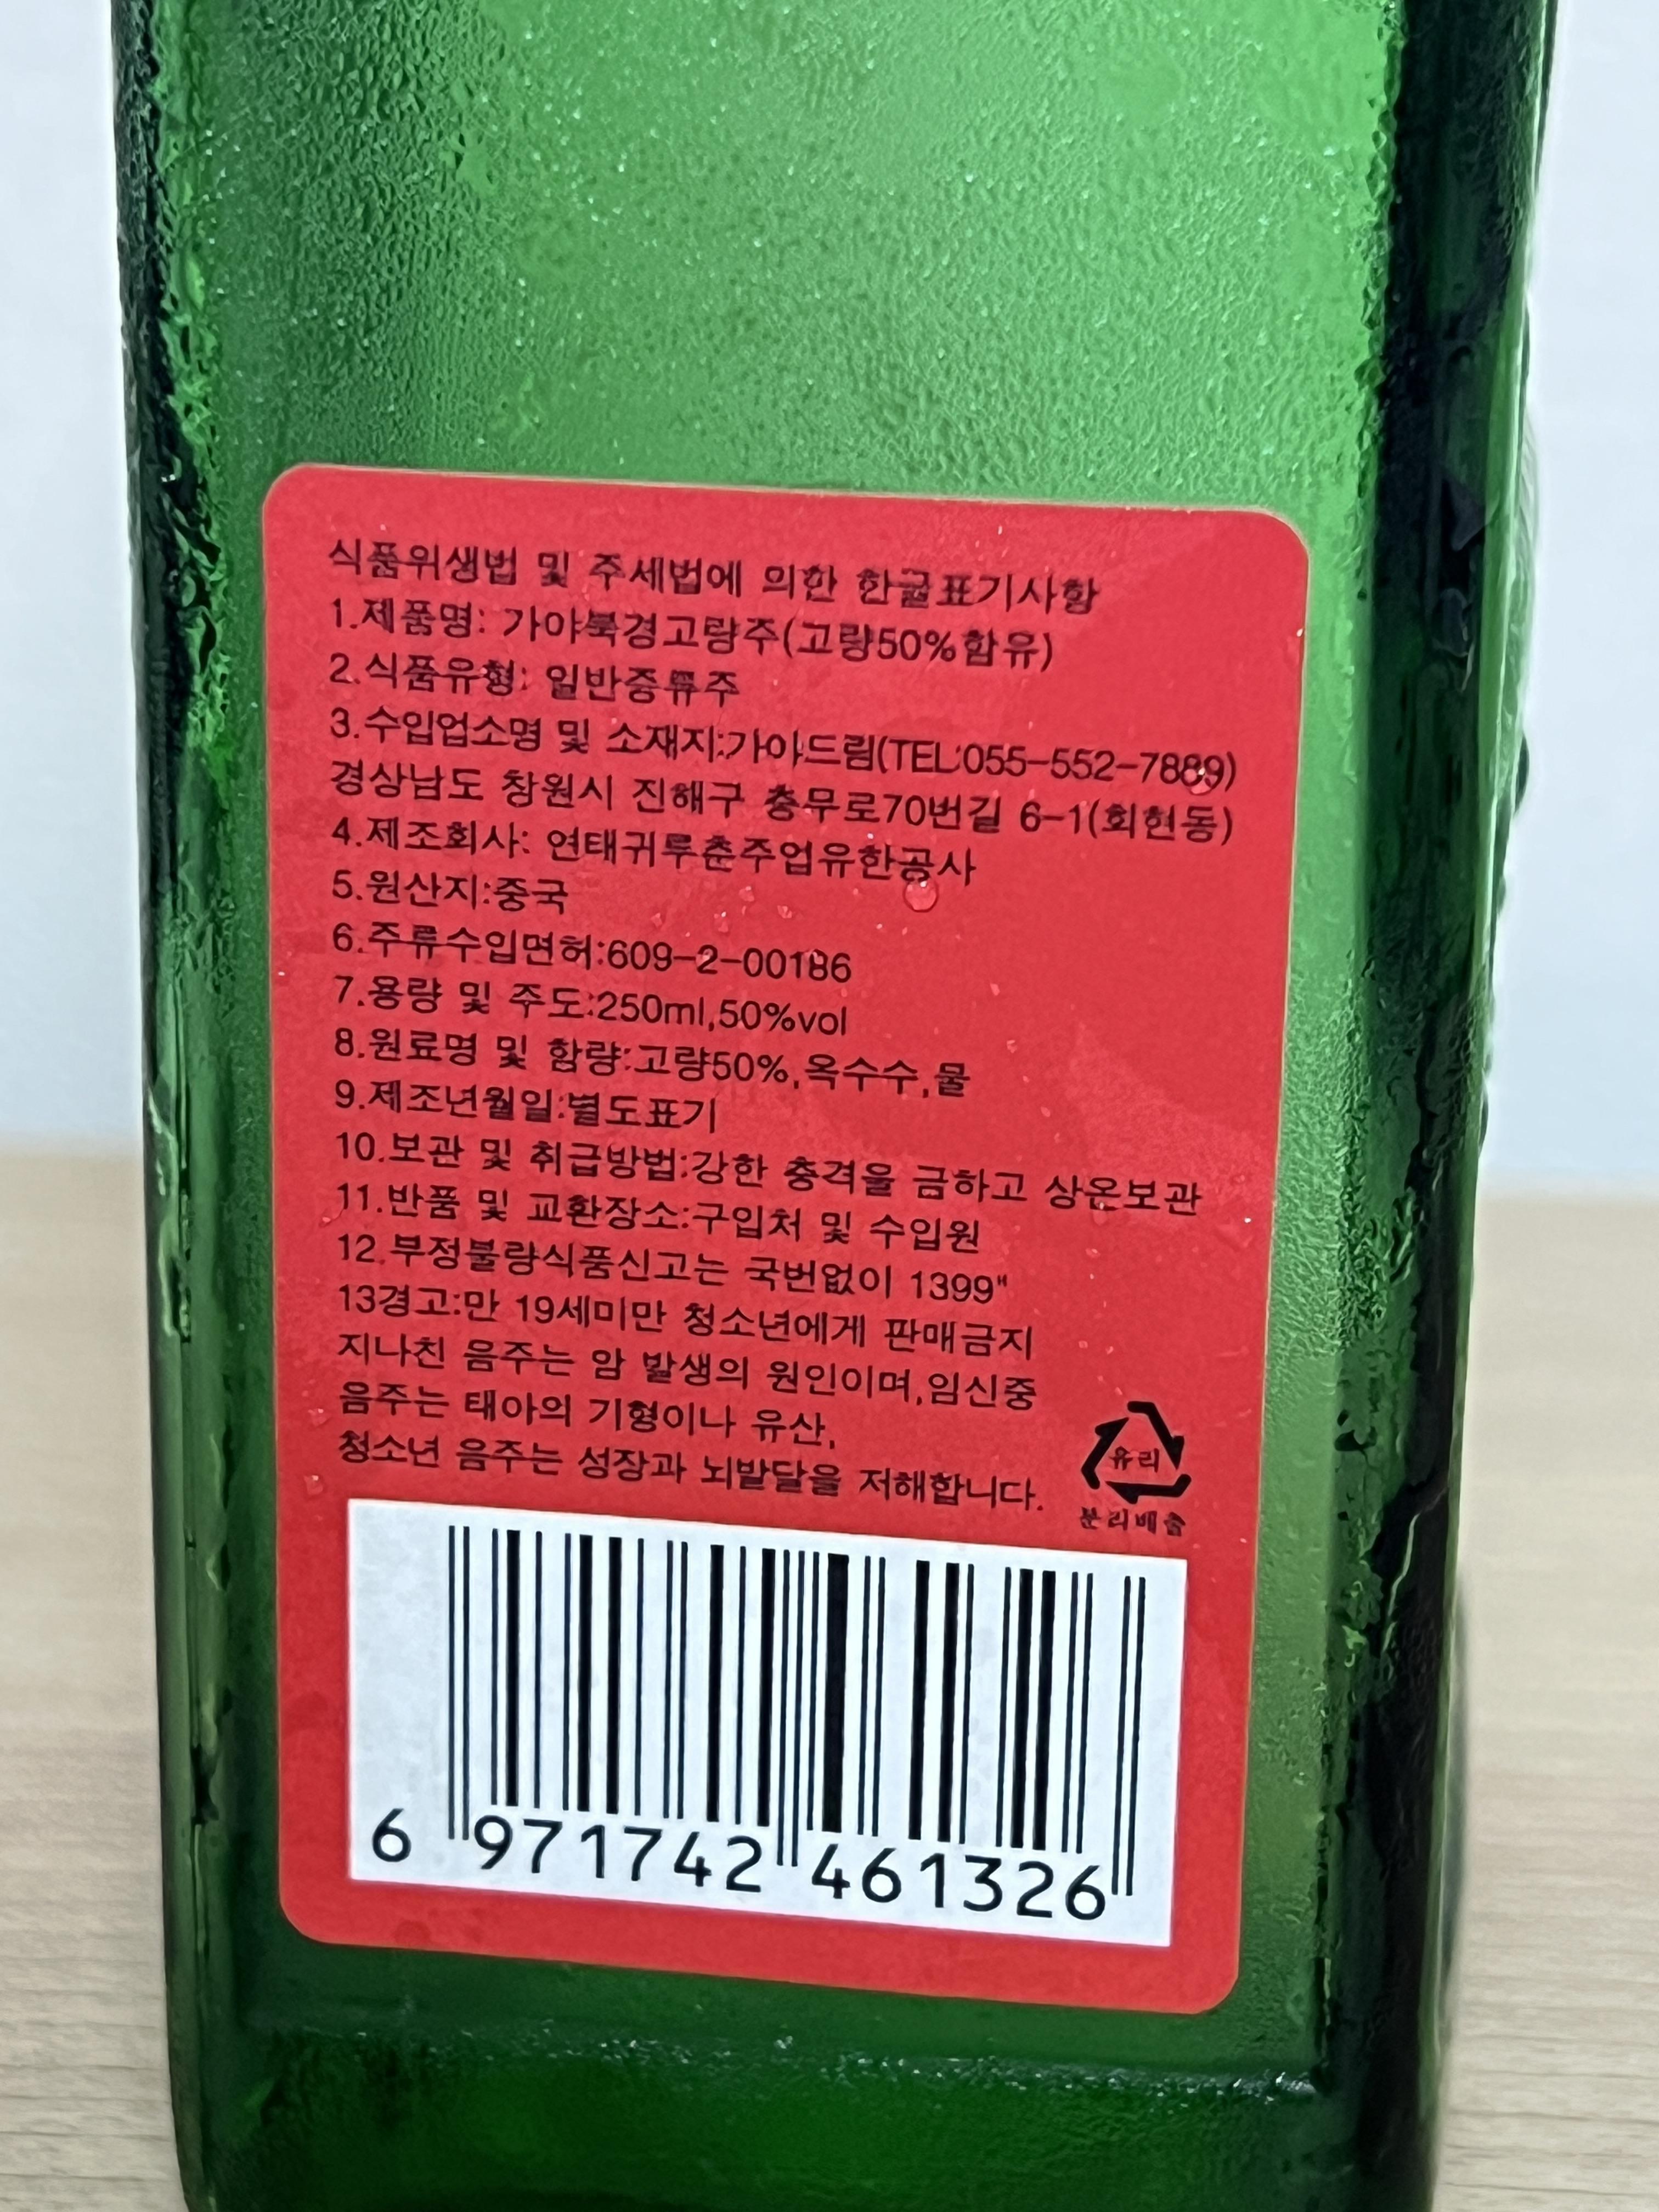 식품위생법 및 주세법에 의한 한글표기사항
1.제품명: 가야북경고량주(고량50%함유)
2.식품유형: 일반증류주
3.수입업소명 및 소재지:가야드림(TEL:055-552-7889)
경상남도 창원시 진해구 충무로70번길 6-1(회현동)
4.제조회사: 연태귀루춘주업유한공사
5.원산지:중국
6.주류수입면허:609-2-00186
7.용량 및 주도:250ml,50%vol
8.원료명 및 함량:고량50%,옥수수,물
9.제조년월일:별도표기
10.보관 및 취급방법:강한 충격을 금하고 상온보관
11.반품 및 교환장소:구입처 및 수입원
12.부정불량식품신고는 국번없이 1399"
13경고:만 19세미만 청소년에게 판매금지
지나친 음주는 암 발생의 원인이며,임신중
음주는 태아의 기형이나 유산,
청소년 음주는 성장과 뇌발달을 저해합니다.
유리
분리배출
6 971742 461326